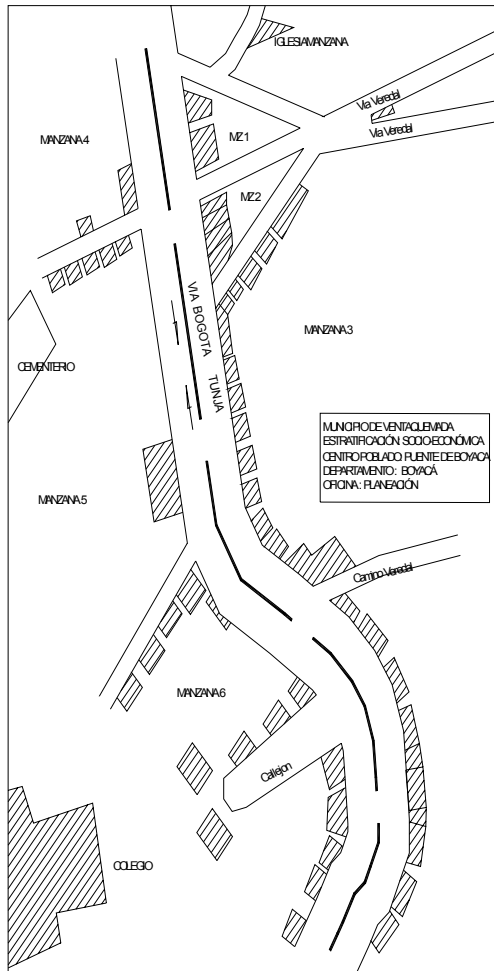 IGLESIA MANZANA
Vía Veredal
Vía Veredal
MANZANA 4
MZ.1
MZ.2
VIA BOGOTA
TUNJA
MANZANA 3
CEMENTERIO
MUNICIPIO DE VENTAQUEMADA
ESTRATIFICACIÓN: SOCIO-ECONÓMICA
CENTRO POBLADO: PUENTE DE BOYACA
DEPARTAMENTO : BOYACÁ
OFICINA : PLANEACIÓN
MANZANA 5
Camino Veredal
MANZANA 6
Callejon
COLEGIO